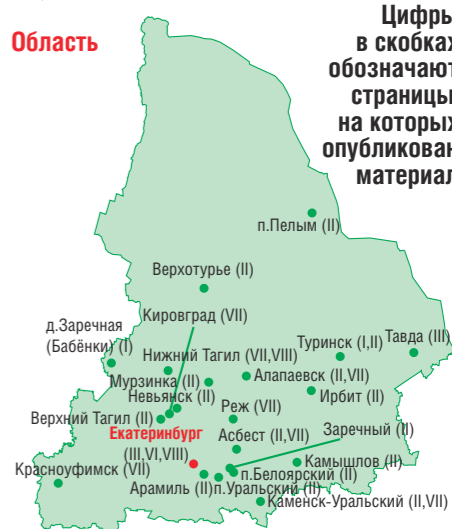 Область
Цифры
в скобках
обозначают
страницы
на которых
опубликован
материал
п.Пелым (II)
Верхотурье (II)
Кировград (VII)
д.Заречная
(Бабёнки) (I)
Нижний Тагил (VII,VIII)
Туринск (I,II)
Тавда (III)
Мурзинка (II)
Алапаевск (II,VII)
Невьянск (II)
Ирбит (II)
Верхний Тагил (II)
Реж (VII)
Екатеринбург
(III,VI,VIII)
Асбест (II,VII)
Заречный (II)
Красноуфимск (VII)
Камышлов (II)
п.Белоярский (II)
Арамиль (II)
п.Уральский (II)
Каменск-Уральский (II,VII)